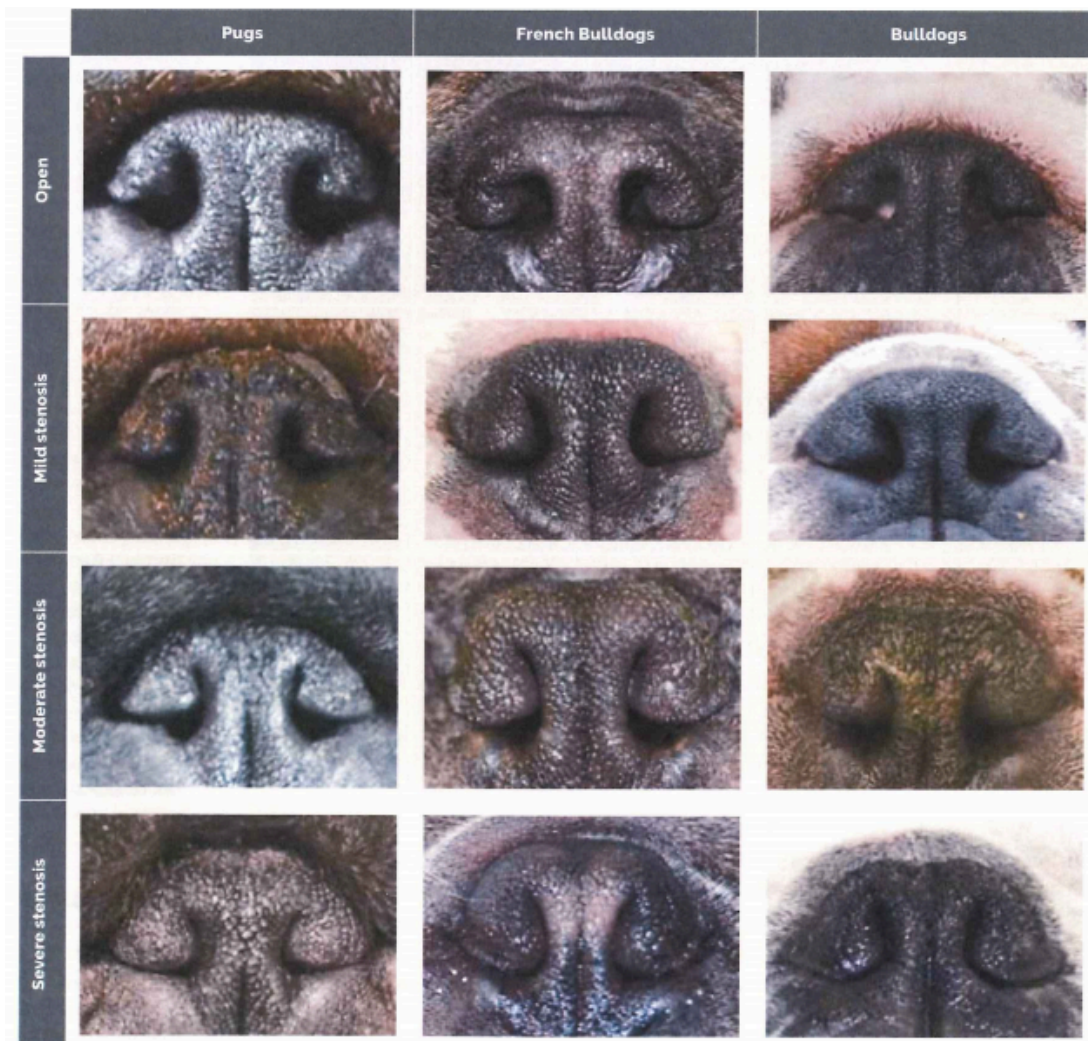 Pugs
French Bulldogs
Bulldogs
Open
Mild stenosis
Moderate stenosis
Severe stenosis